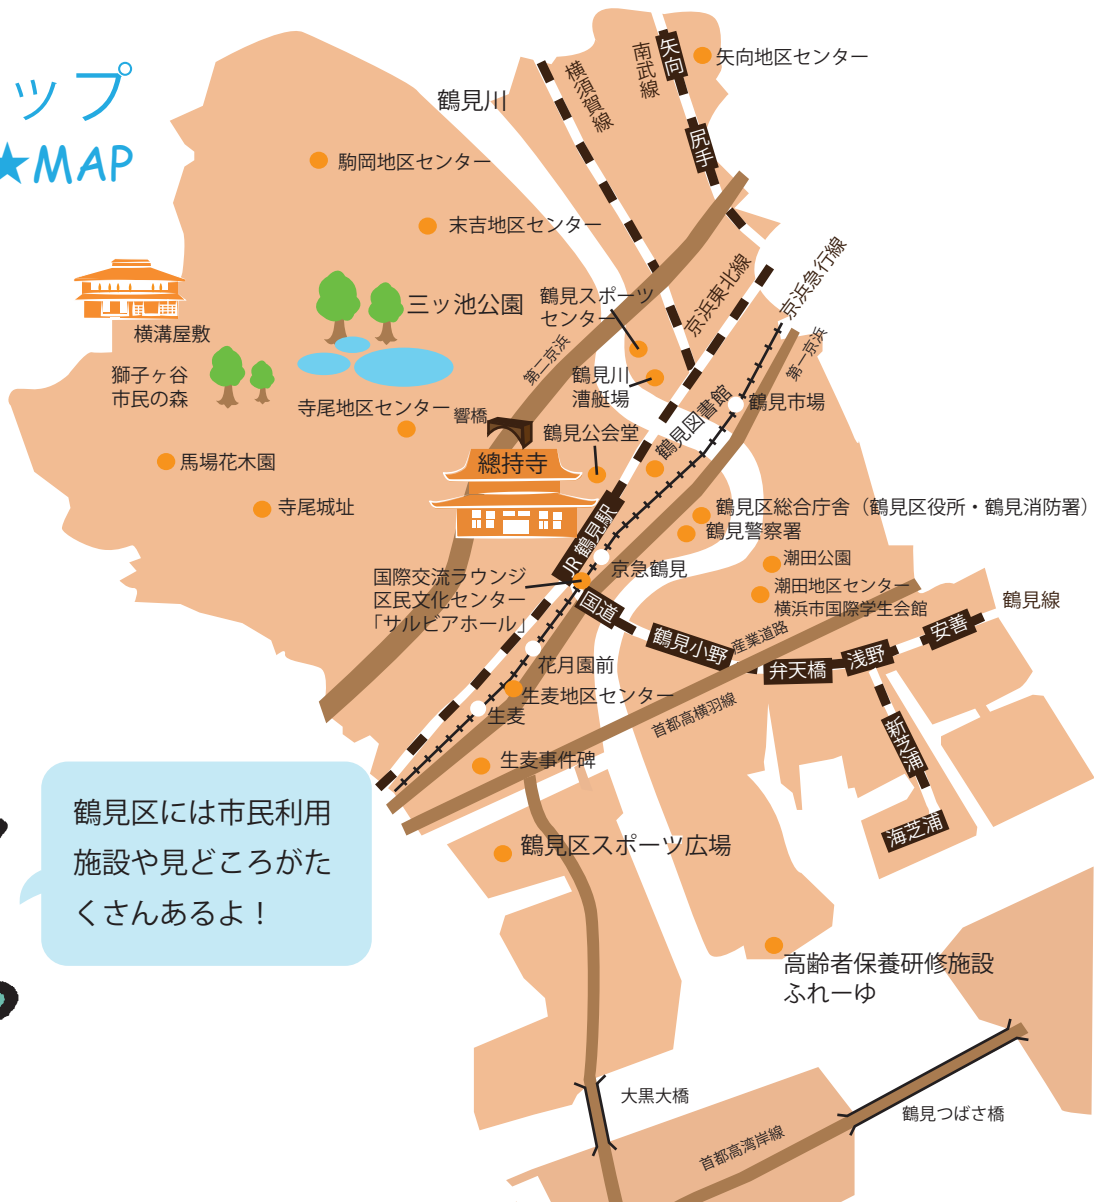 ップ
★MAP
矢向
南武線
矢向地区センター
横須賀線
鶴見川
尻手
駒岡地区センター
末吉地区センター
京浜急行線
京浜東北線
三ッ池公園
鶴見スポーツ
センター
横溝屋敷
第二京浜
第一京浜
獅子ヶ谷
市民の森
鶴見川
漕艇場
寺尾地区センター
響橋
鶴見図書館
鶴見市場
鶴見公会堂
馬場花木園
總持寺
寺尾城址
鶴見区総合庁舎（鶴見区役所・鶴見消防署）
鶴見警察署
JR 鶴見駅
潮田公園
京急鶴見
国際交流ラウンジ
区民文化センター
「サルビアホール」
潮田地区センター
横浜市国際学生会館
鶴見線
国道
鶴見小野
産業道路
弁天橋
浅野
安善
花月園前
生麦地区センター
生麦
首都高横羽線
新芝浦
生麦事件碑
海芝浦
鶴見区には市民利用
施設や見どころがた
くさんあるよ！
鶴見区スポーツ広場
高齢者保養研修施設
ふれーゆ
大黒大橋
鶴見つばさ橋
首都高湾岸線